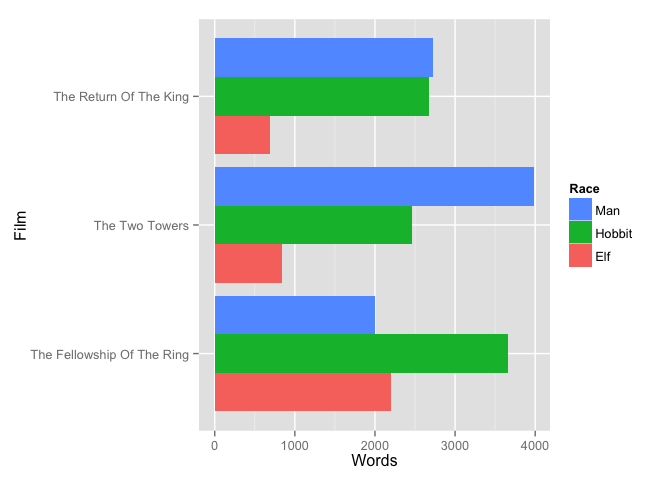 The Return Of The King
The Two Towers
The Fellowship Of The Ring
Film
0 1000 2000 3000 4000
Words
Race
Man
Hobbit
Elf